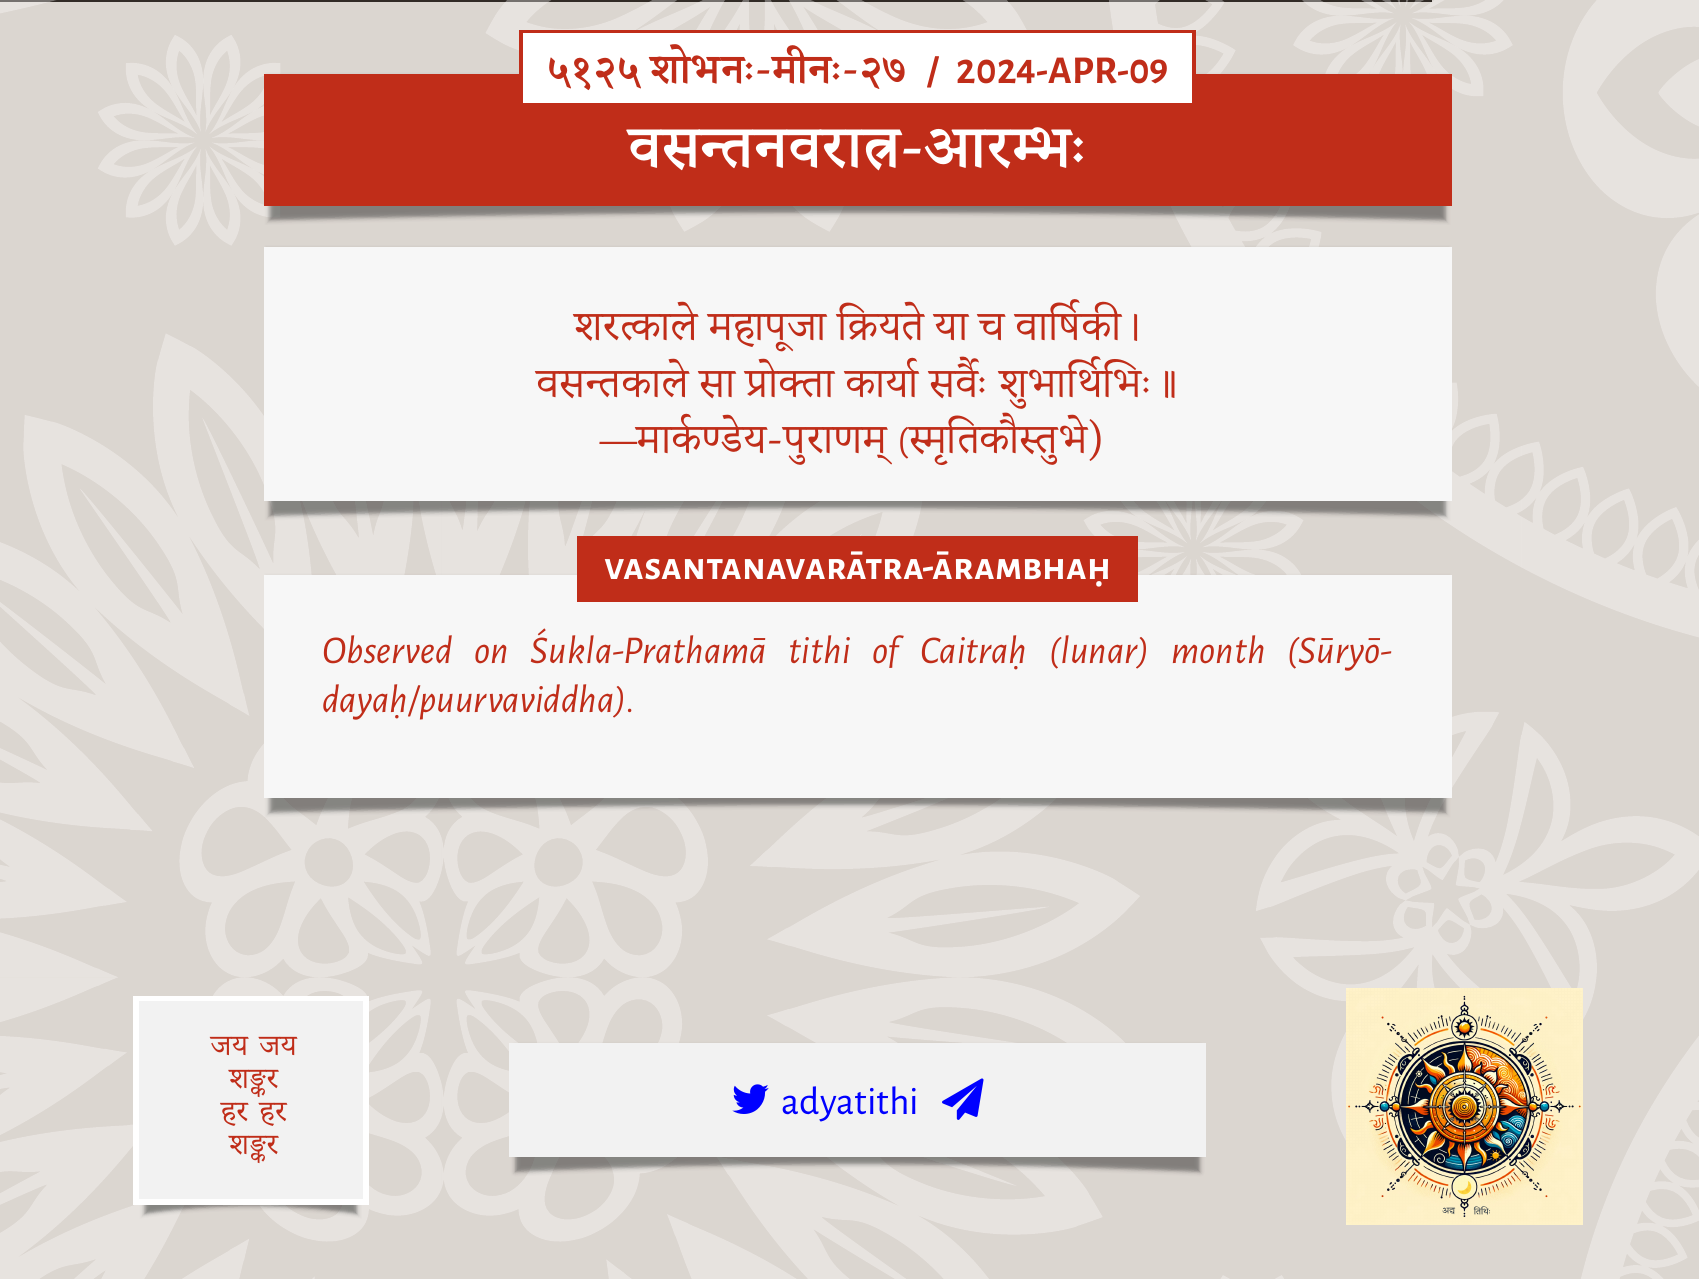 ५१२५ शोभनः-मीनः-२७ / 2024-APR-09
वसन्तनवरात्र-आरम्भः
शरत्काले महापूजा क्रियते या च वार्षिकी।
वसन्तकाले सा प्रोक्ता कार्या सर्वैः शुभार्थिभिः॥
—मार्कण्डेय-पुराणम् (स्मृतिकौस्तुभे)
VASANTANAVARĀTRA-ĀRAMBHAḤ
Observed on Śukla-Prathamā tithi of Caitraḥ (lunar) month (Sūryō-
dayaḥ/puurvaviddha).
जय जय
शङ्कर
हर हर
शङ्कर
adyatithi
अद्य तिथिः